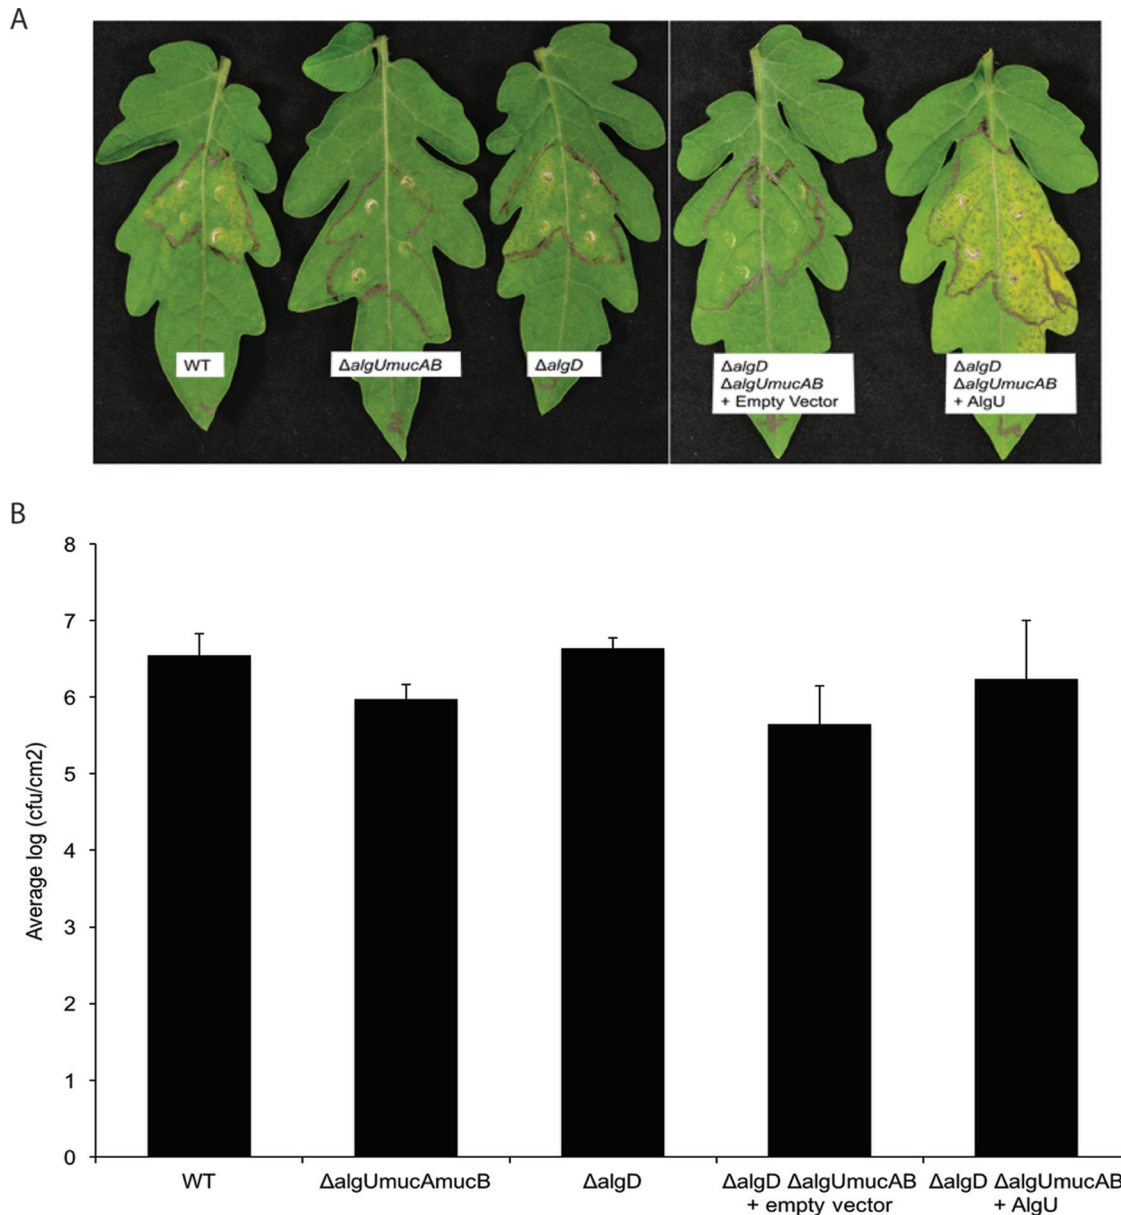 A
WT
ΔalgUmucAB
ΔalgD
ΔalgD
ΔalgUmucAB
+ Empty Vector
ΔalgD
ΔalgUmucAB
+ AlgU
B
Average log (cfu/cm2)
8
7
6
5
4
3
2
1
0
WT
ΔalgUmucAmucB
ΔalgD
ΔalgD ΔalgUmucAB
+ empty vector
ΔalgD ΔalgUmucAB
+ AlgU